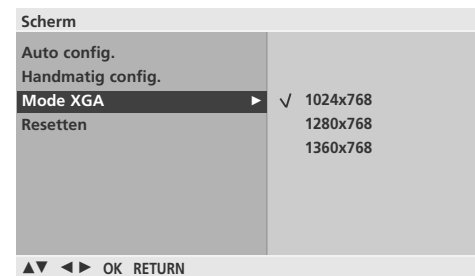 Scherm
Auto config.
Handmatig config.
Mode XGA ► √ 1024x768
Resetten 1280x768
1360x768
▲▼ ◄ ► OK RETURN